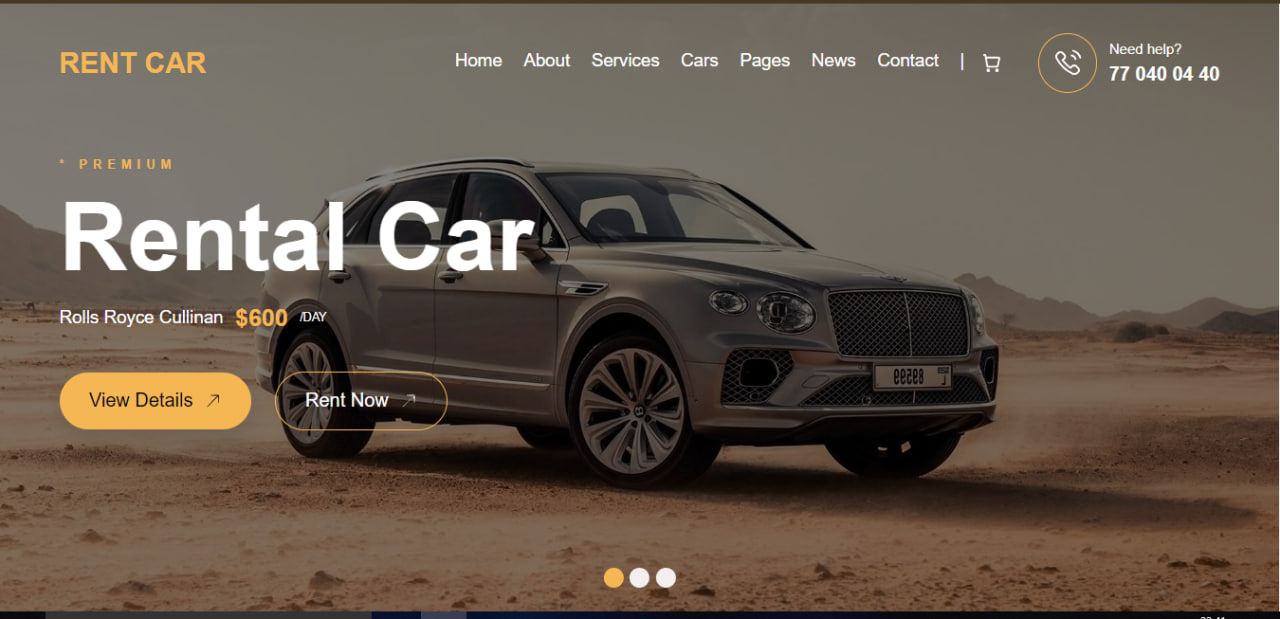 RENT CAR
Home About Services Cars Pages News Contact |
Need help?
77 040 04 40
* PREMIUM
Rental Car
Rolls Royce Cullinan $600 /DAY
View Details
Rent Now